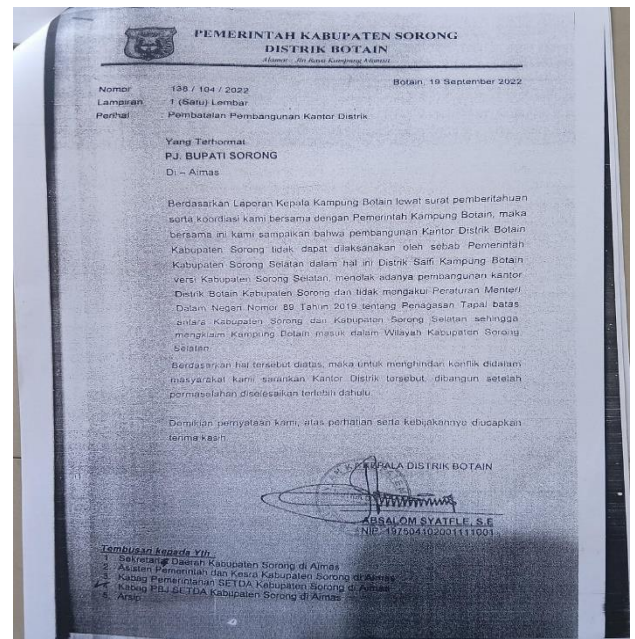 PEMERINTAH KABUPATEN SORONG
DISTRIK BOTAIN
Alamat : Jln Raya Kampung
Botain, 19 September 2022
Nomor : 138 / 104 / 2022
Lampiran : 1 (Satu) Lembar
Perihal : Pembatalan Pembangunan Kantor Distrik
Yang Terhormat
PJ. BUPATI SORONG
Di – Aimas
Berdasarkan Laporan Kepala Kampung Botain lewat surat pemberitahuan
serta koordiasi kami bersama dengan Pemerintah Kampung Botain, maka
bersama ini kami sampaikan bahwa pembangunan Kantor Distrik Botain
Kabupaten Sorong tidak dapat dilaksanakan oleh sebab Pemerintah
Kabupaten Sorong Selatan dalam hal ini Distrik Saifi Kampung Botain
versi Kabupaten Sorong Selatan, menolak adanya pembangunan kantor
Distrik Botain Kabupaten Sorong dan tidak mengakui Peraturan Menteri
Dalam Negeri Nomor 89 Tahun 2019 tentang Penagasan Tapal batas
antara Kabupaten Sorong dan Kabupaten Sorong Selatan sehingga
mengklaim Kampung Botain masuk dalam Wilayah Kabupaten Sorong
Selatan
Berdasarkan hal tersebut diatas, maka untuk menghindari konflik didalam
masyarakat kami sarankan Kantor Distrik tersebut, dibangun setelah
permasalahan diselesaikan terlebih dahulu.
Demikian pernyataan kami, atas perhatian serta kebijakannya diucapkan
terima kasih
KEPALA DISTRIK BOTAIN
ABSALOM SYATFLE, S.E
NIP. 197504102001111001
Tembusan kepada Yth :
1. Sekretaris Daerah Kabupaten Sorong di Aimas
2. Asisten Pemerintah dan Kesra Kabupaten Sorong di Aimas
3. Kabag Pemerintahan SETDA Kabupaten Sorong di Aimas
Kabag PBJ SETDA Kabupaten Sorong di Aimas
5. Arsip